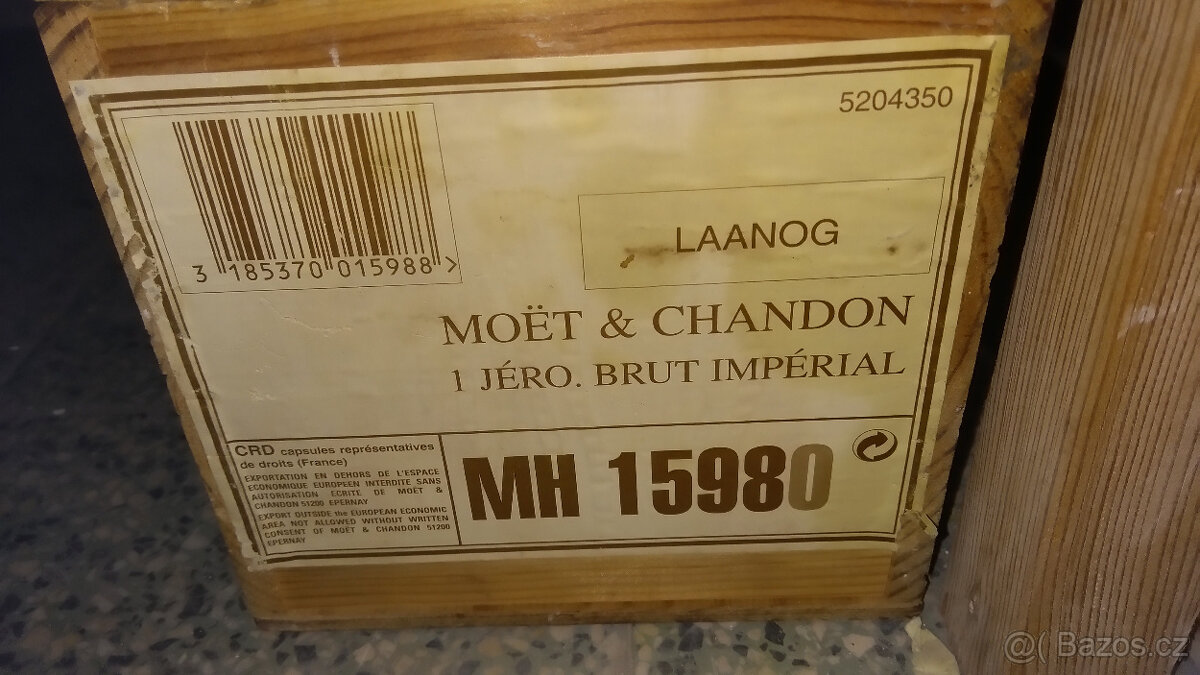 5204350
3 185370 015988 >
LAANOG
MOËT & CHANDON
1 JÉRO. BRUT IMPÉRIAL
CRD capsules représentatives
de droits (France)
EXPORTATION EN DEHORS DE L'ESPACE
ECONOMIQUE EUROPEEN INTERDITE SANS
AUTORISATION ECRITE DE MOËT &
CHANDON 51200 EPERNAY
EXPORT OUTSIDE the EUROPEAN ECONOMIC
AREA NOT ALLOWED WITHOUT WRITTEN
CONSENT OF MOËT & CHANDON 51200
EPERNAY
MH 15980
@( Bazos.cz